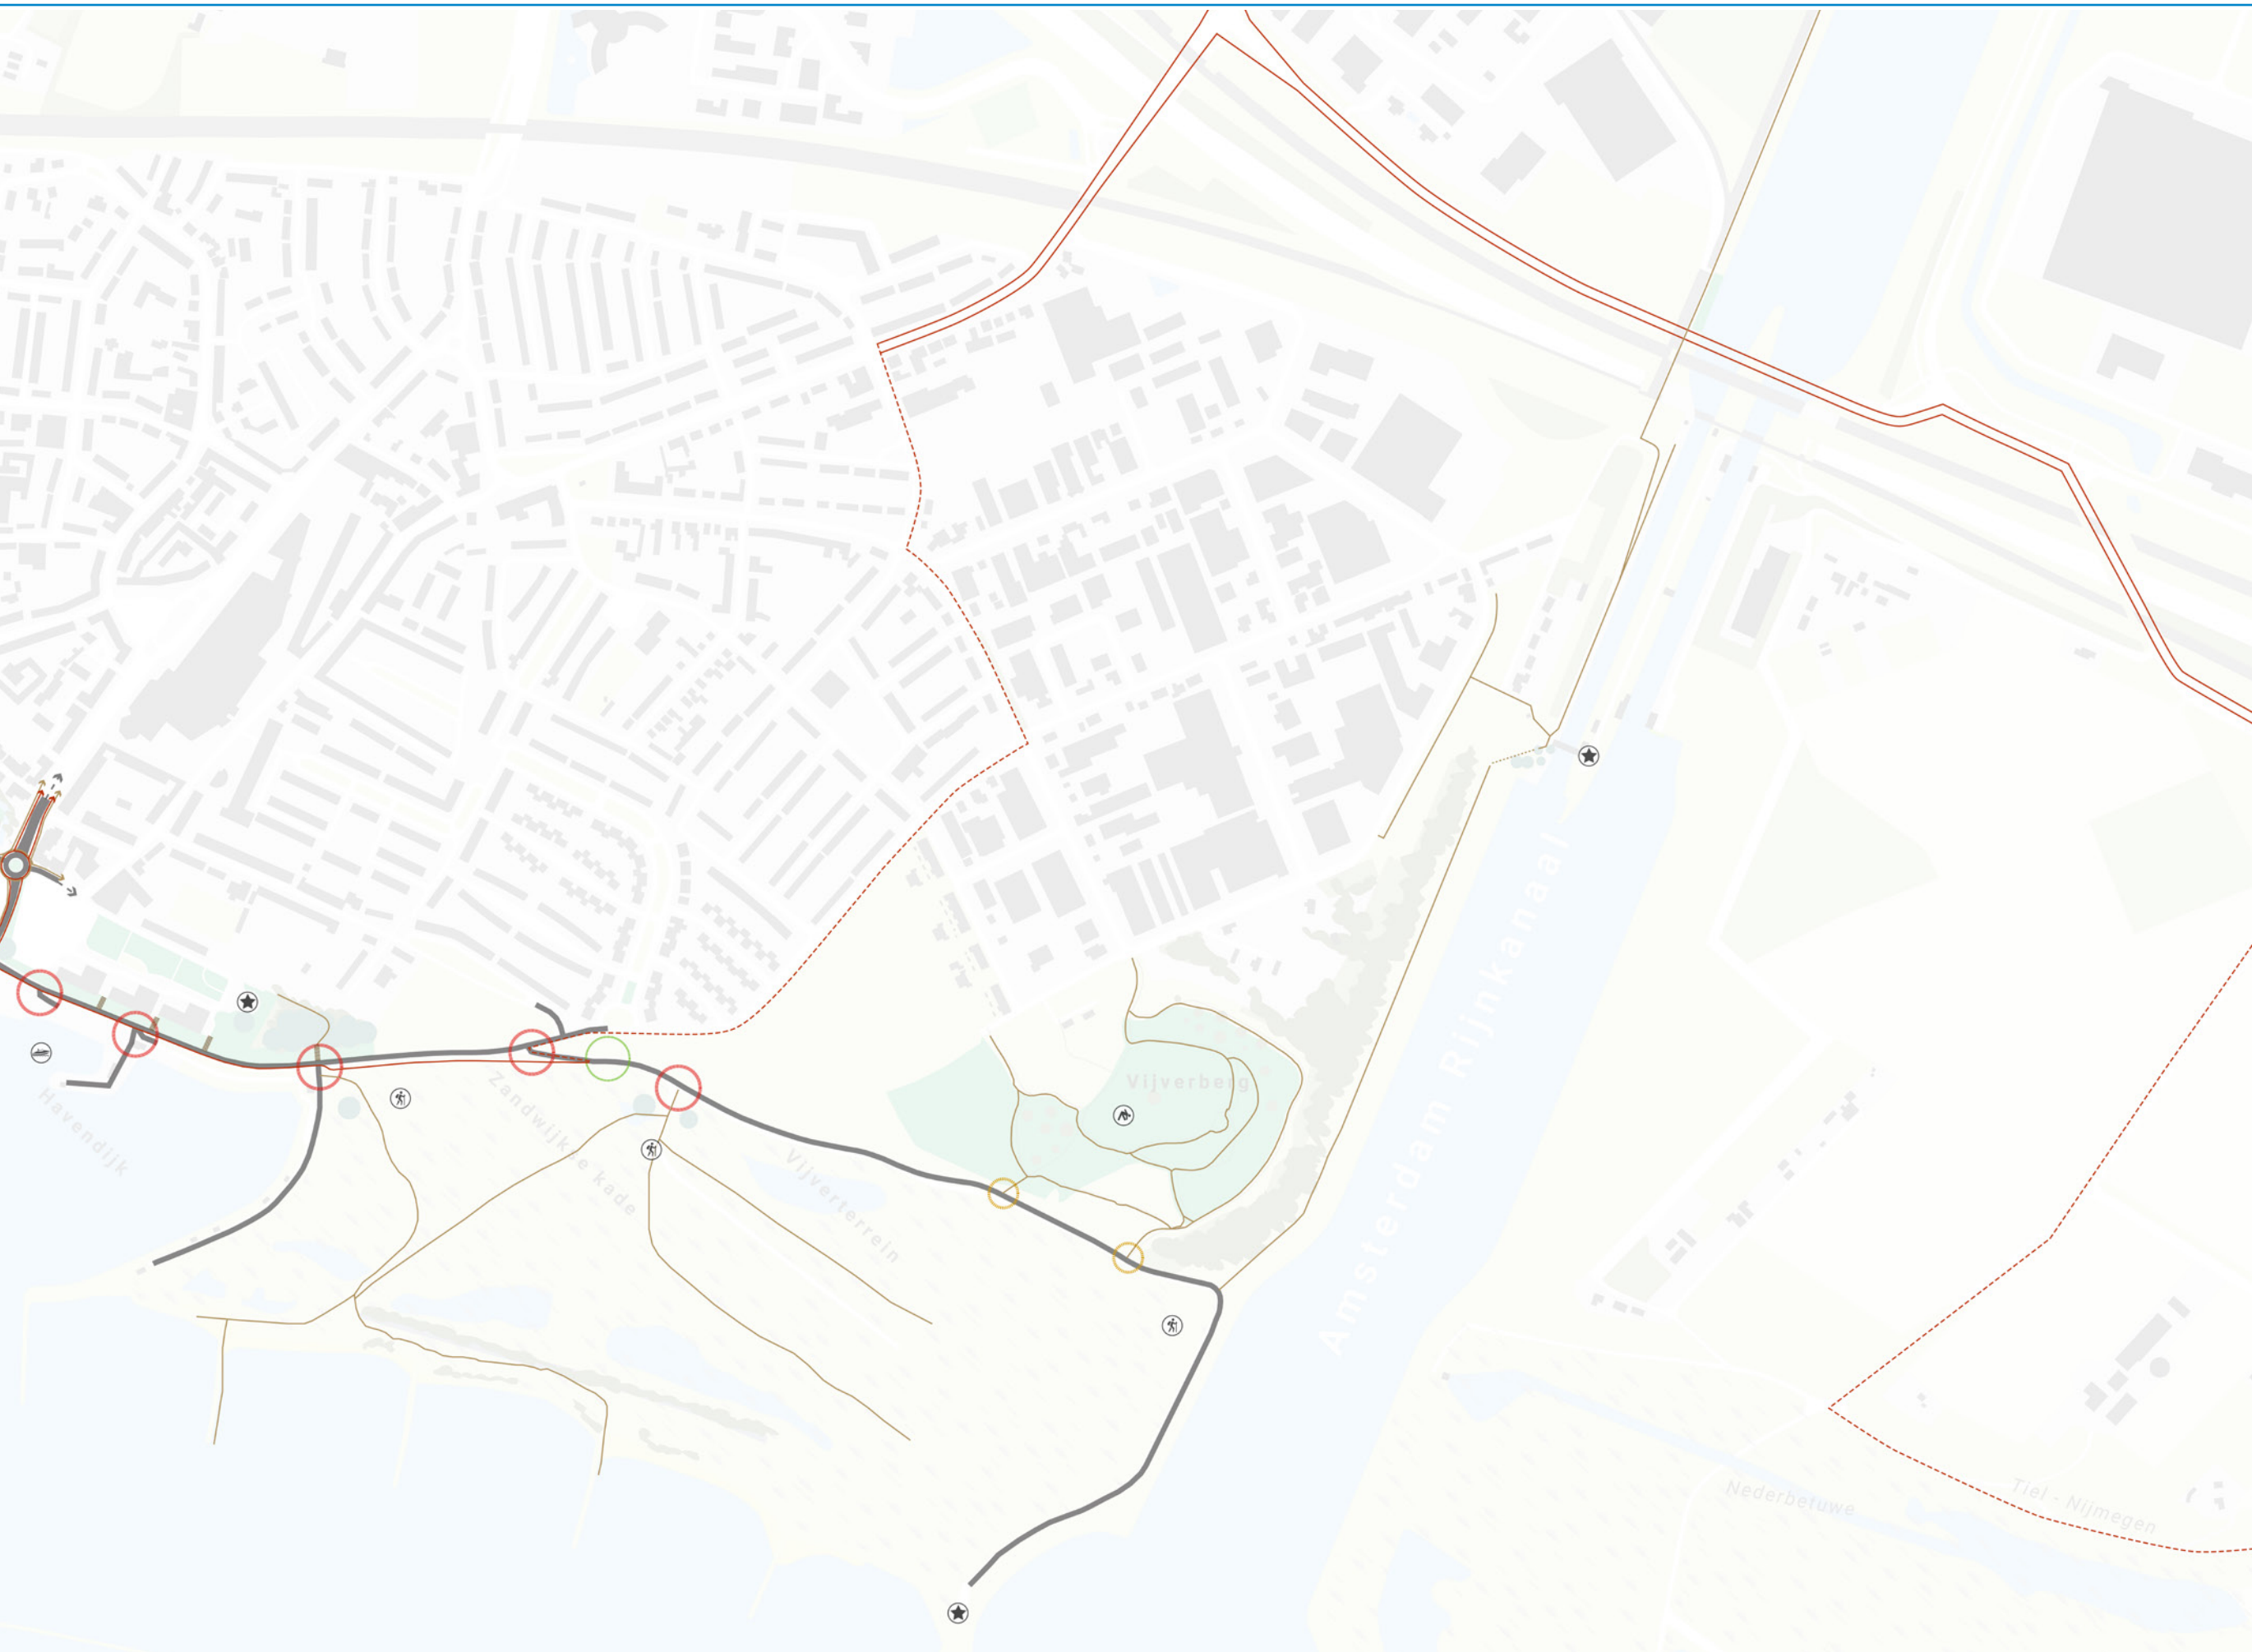 Vijverberg
Amsterdam Rijnkanaal
Havendijk
Zandwijkse kade
Vijverterrein
Nederbetuwe
Tiel - Nijmegen